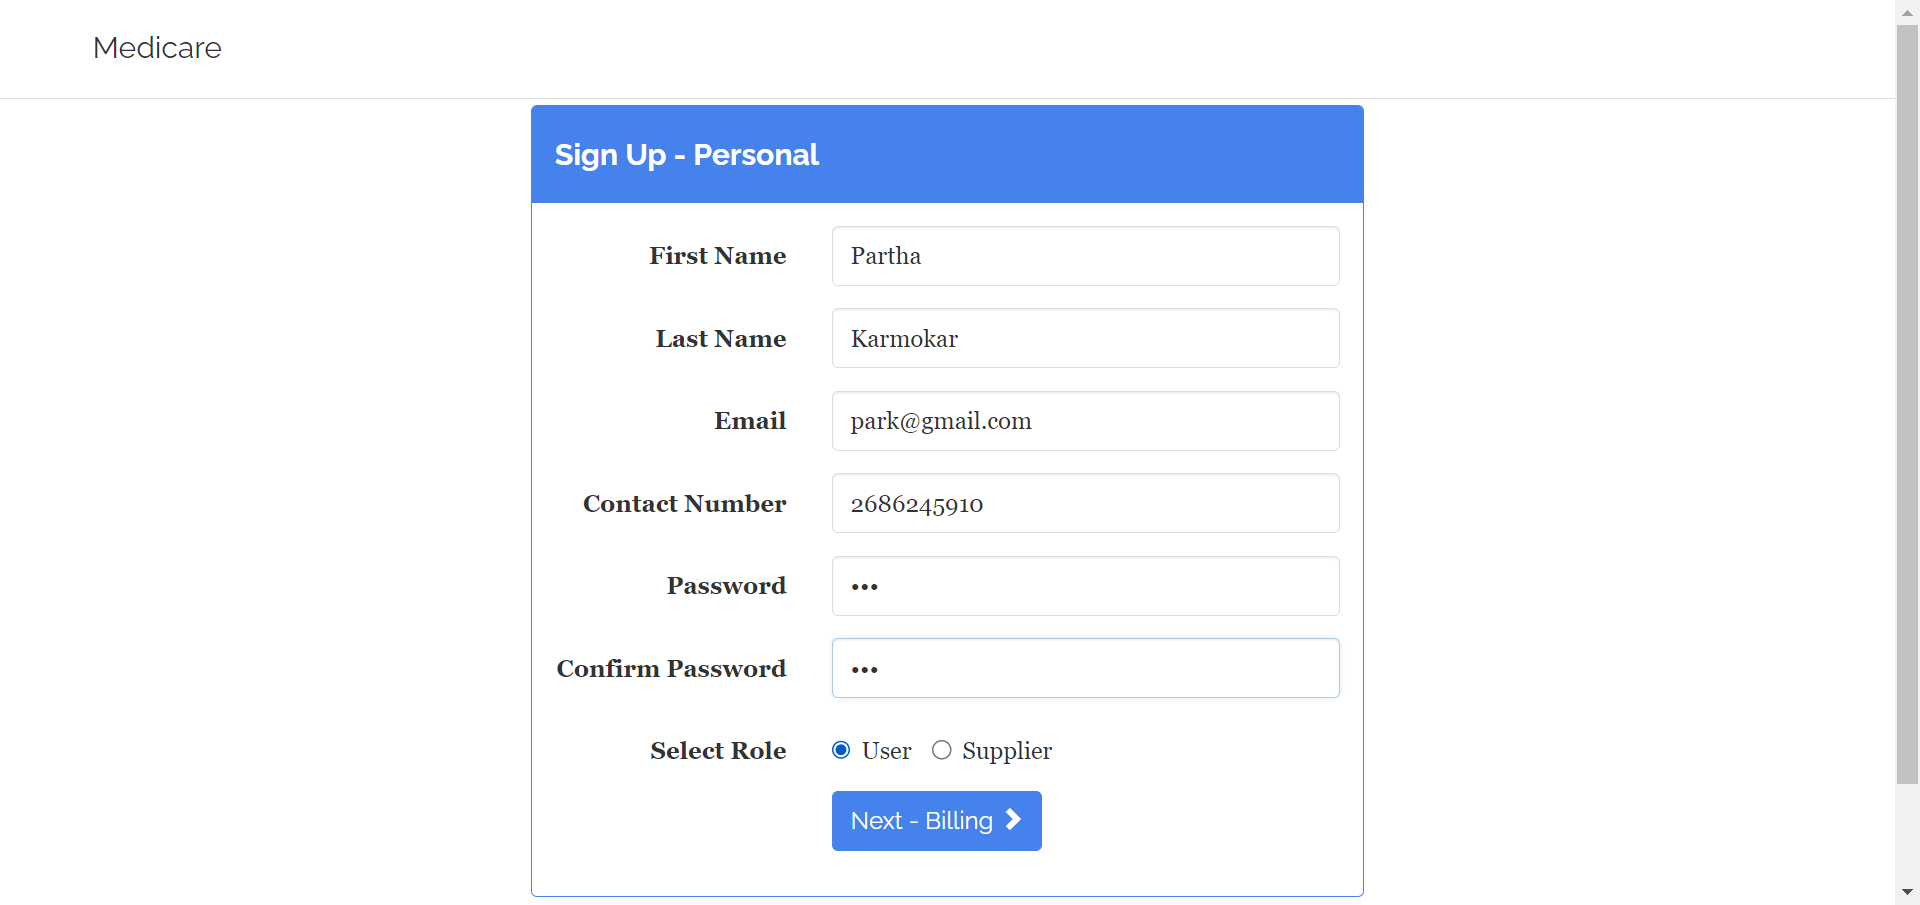 Medicare
Sign Up - Personal
First Name Partha
Last Name Karmokar
Email park@gmail.com
Contact Number 2686245910
Password •••
Confirm Password •••
Select Role User Supplier
Next - Billing